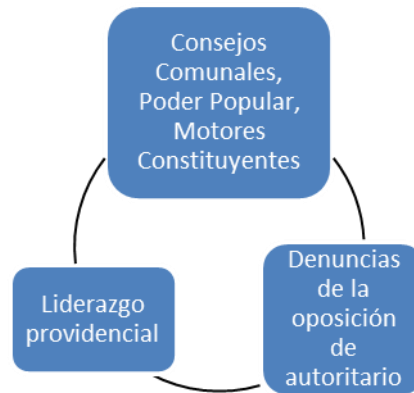 Consejos
Comunales,
Poder Popular,
Motores
Constituyentes
Denuncias
de la
oposición
de
autoritario
Liderazgo
providencial